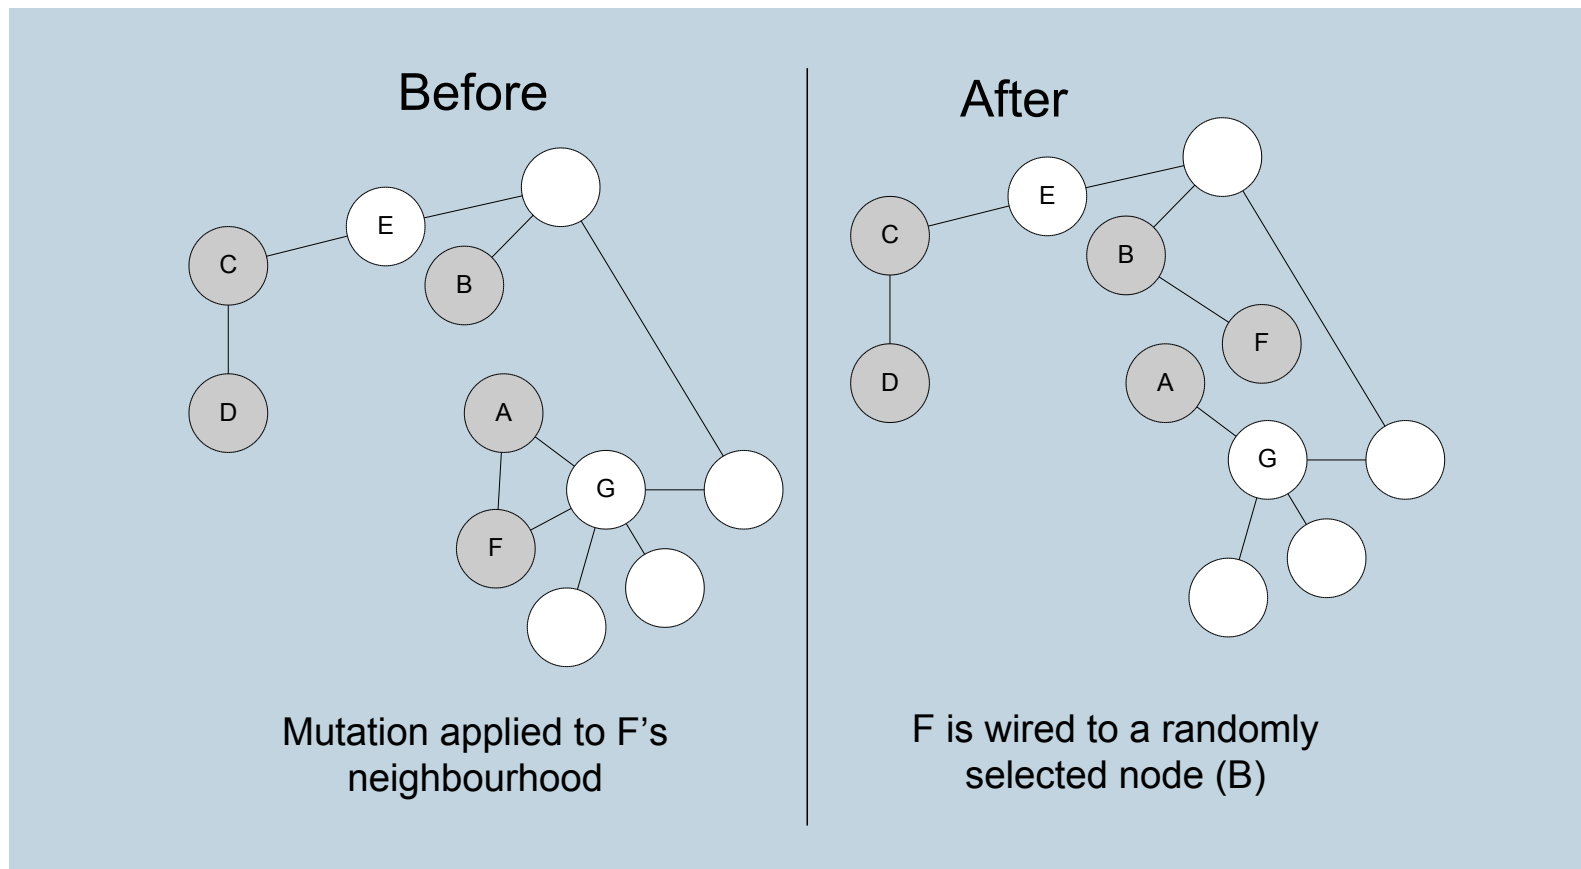 Before
E
C
B
D
A
G
F
Mutation applied to F’s
neighbourhood
After
E
C
B
F
D
A
G
F is wired to a randomly
selected node (B)